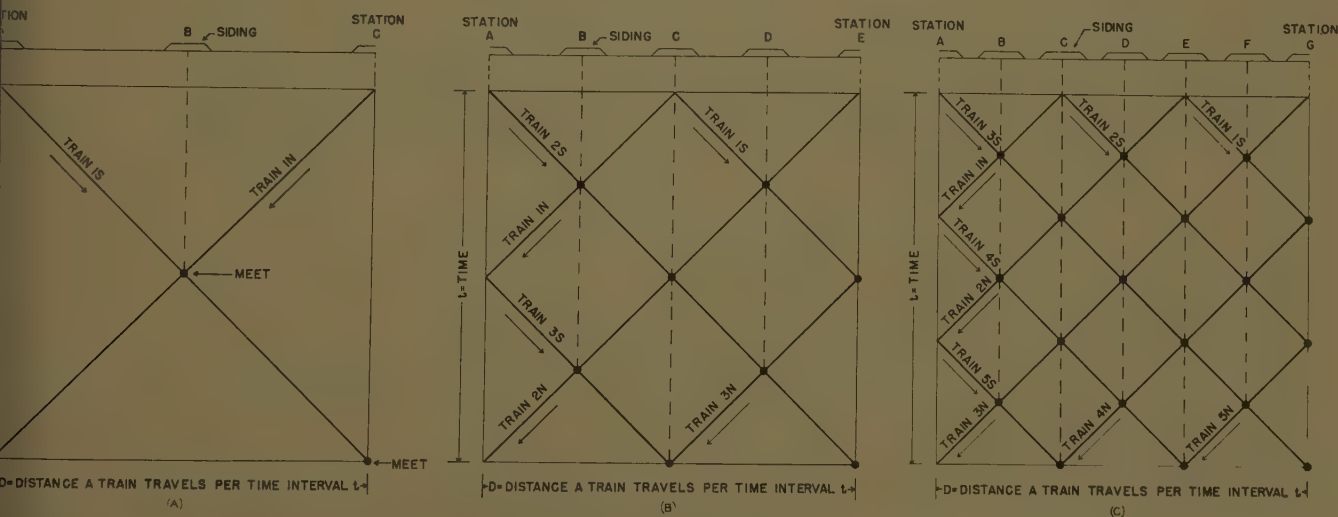 TION
B
SIDING
STATION
C
TRAIN 1S
TRAIN 1N
MEET
MEET
D=DISTANCE A TRAIN TRAVELS PER TIME INTERVAL t
(A)
STATION
A
B
SIDING
C
D
STATION
E
t=TIME
TRAIN 2S
TRAIN 1S
TRAIN 1N
TRAIN 3S
TRAIN 2N
TRAIN 3N
D=DISTANCE A TRAIN TRAVELS PER TIME INTERVAL t
(B)
STATION
A
B
C
SIDING
D
E
F
STATION
G
t=TIME
TRAIN 3S
TRAIN 2S
TRAIN 1S
TRAIN 1N
TRAIN 4S
TRAIN 2N
TRAIN 5S
TRAIN 3N
TRAIN 4N
TRAIN 5N
D=DISTANCE A TRAIN TRAVELS PER TIME INTERVAL t
(C)